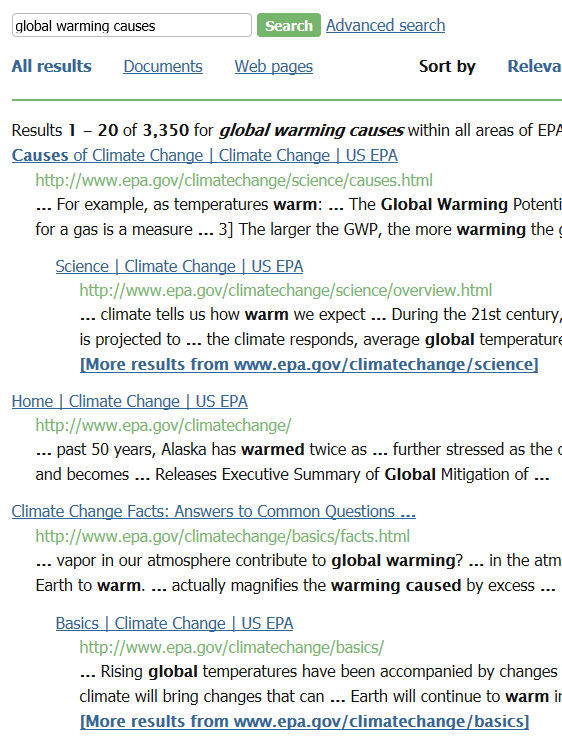 global warming causes Search Advanced search
All results Documents Web pages Sort by Releva
Results 1 – 20 of 3,350 for global warming causes within all areas of EPA
Causes of Climate Change | Climate Change | US EPA
http://www.epa.gov/climatechange/science/causes.html
... For example, as temperatures warm: ... The Global Warming Potenti
for a gas is a measure ... 3] The larger the GWP, the more warming the g
Science | Climate Change | US EPA
http://www.epa.gov/climatechange/science/overview.html
... climate tells us how warm we expect ... During the 21st century,
is projected to ... the climate responds, average global temperature
[More results from www.epa.gov/climatechange/science]
Home | Climate Change | US EPA
http://www.epa.gov/climatechange/
... past 50 years, Alaska has warmed twice as ... further stressed as the
and becomes ... Releases Executive Summary of Global Mitigation of ...
Climate Change Facts: Answers to Common Questions ...
http://www.epa.gov/climatechange/basics/facts.html
... vapor in our atmosphere contribute to global warming? ... in the atm
Earth to warm. ... actually magnifies the warming caused by excess ...
Basics | Climate Change | US EPA
http://www.epa.gov/climatechange/basics/
... Rising global temperatures have been accompanied by changes
climate will bring changes that can ... Earth will continue to warm in
[More results from www.epa.gov/climatechange/basics]